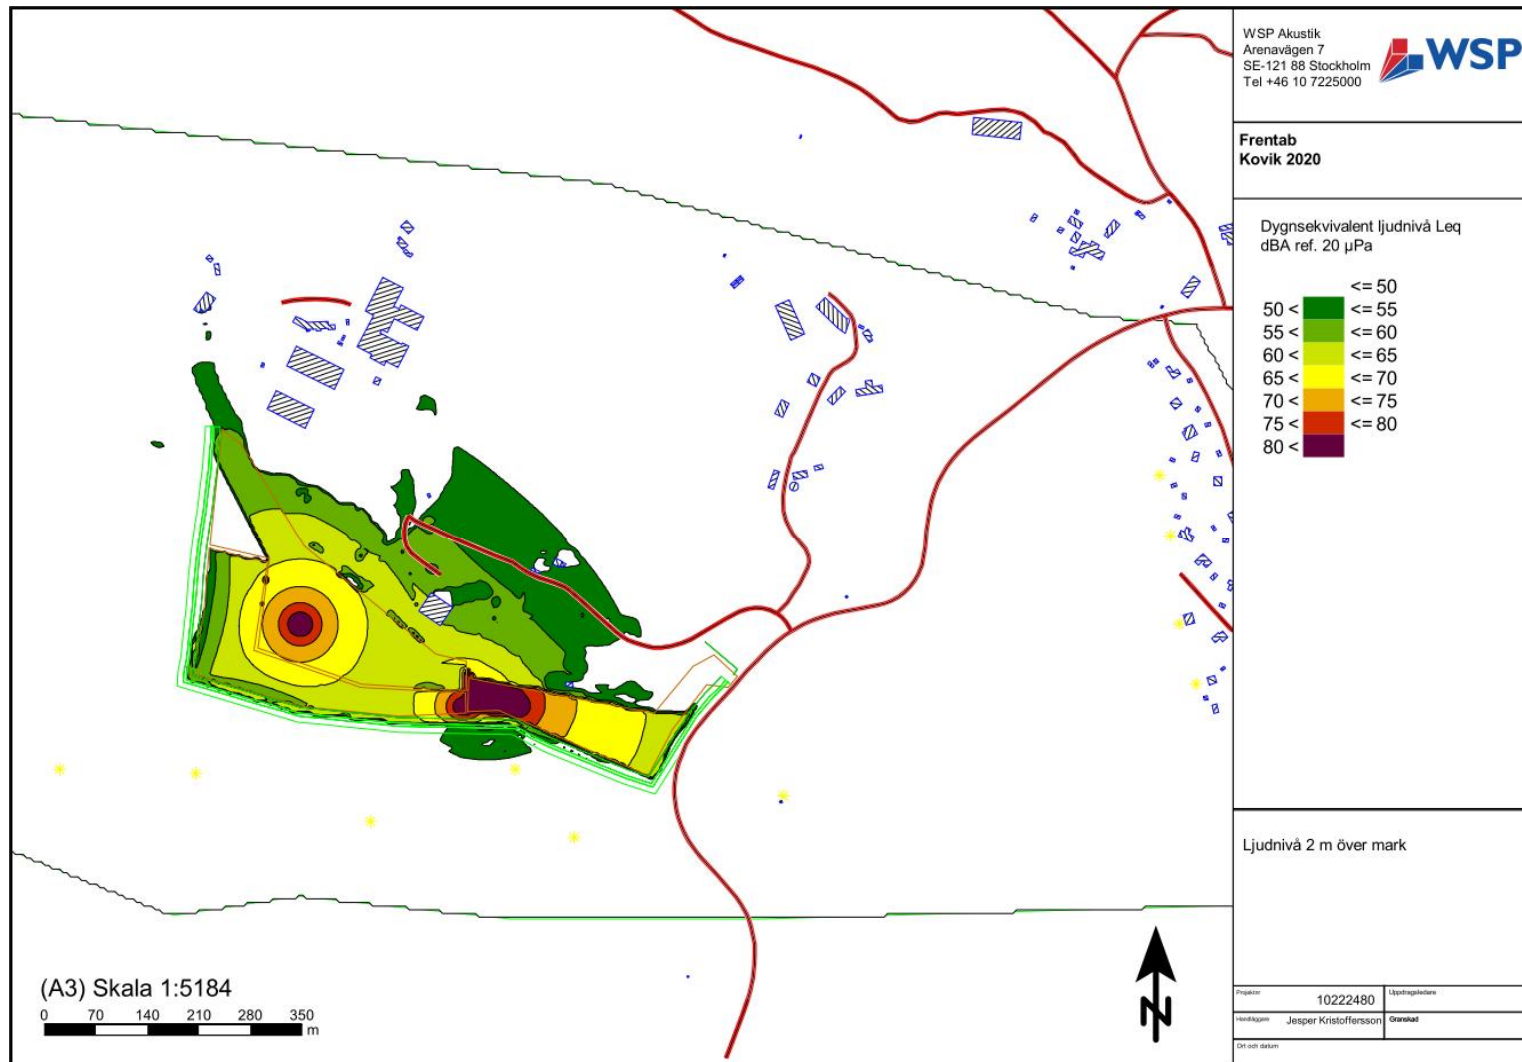 WSP Akustik
Arenavägen 7
SE-121 88 Stockholm
Tel +46 10 7225000
WSP
Frentab
Kovik 2020
Dygnsekvivalent ljudnivå Leq
dBA ref. 20 µPa
<= 50
50 < <= 55
55 < <= 60
60 < <= 65
65 < <= 70
70 < <= 75
75 < <= 80
80 <
Ljudnivå 2 m över mark
(A3) Skala 1:5184
0 70 140 210 280 350
m
N
Projektnr 10222480 Uppdragsledare
Handläggare Jesper Kristoffersson Granskad
Ort och datum